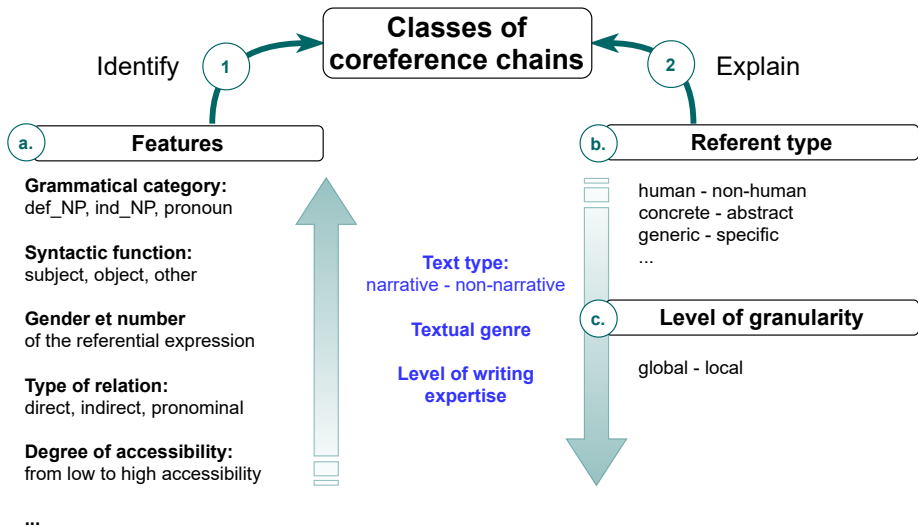 Classes of
coreference chains
Identify
1
2
Explain
a.
Features
Grammatical category:
def_NP, ind_NP, pronoun
Syntactic function:
subject, object, other
Gender et number
of the referential expression
Type of relation:
direct, indirect, pronominal
Degree of accessibility:
from low to high accessibility
...
Text type:
narrative - non-narrative
Textual genre
Level of writing
expertise
b.
Referent type
human - non-human
concrete - abstract
generic - specific
...
c.
Level of granularity
global - local